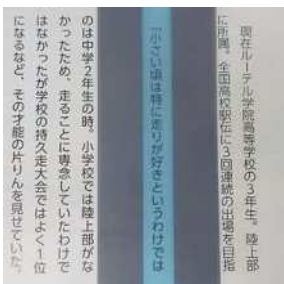 現在ルーテル学院高等学校の３年生。陸上部
に所属。全国高校駅伝に３回連続の出場を目指
「小さい頃は特に走りが好きというわけでは
のは中学２年生の時。小学校では陸上部がな
かったため、走ることに専念していたわけで
はなかったが学校の持久走大会ではよく１位
になるなど、その才能の片りんを見せていた。